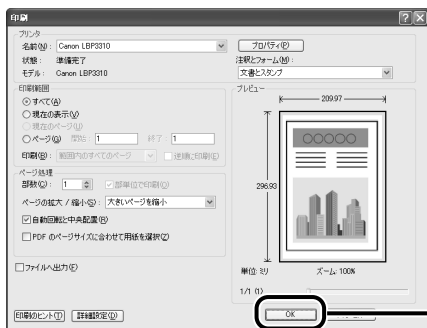 印刷
プリンタ
名前(N): Canon LBP3310
プロパティ(P)
状態: 準備完了
注釈とフォーム(M):
モデル: Canon LBP3310
文書とスタンプ
印刷範囲
すべて(A)
現在の表示(V)
現在のページ(U)
ページ(G) 開始: 1 終了: 1
印刷(B): 範囲内のすべてのページ 逆順に印刷(E)
ページ処理
部数(C): 1 部単位で印刷(O)
ページの拡大 / 縮小(S): 大きいページを縮小
自動回転と中央配置(R)
PDF のページサイズに合わせて用紙を選択(Z)
ファイルへ出力(F)
プレビュー
209.97
296.93
単位: ミリ ズーム: 100%
1/1 (1)
印刷のヒント(T) 詳細設定(D) OK